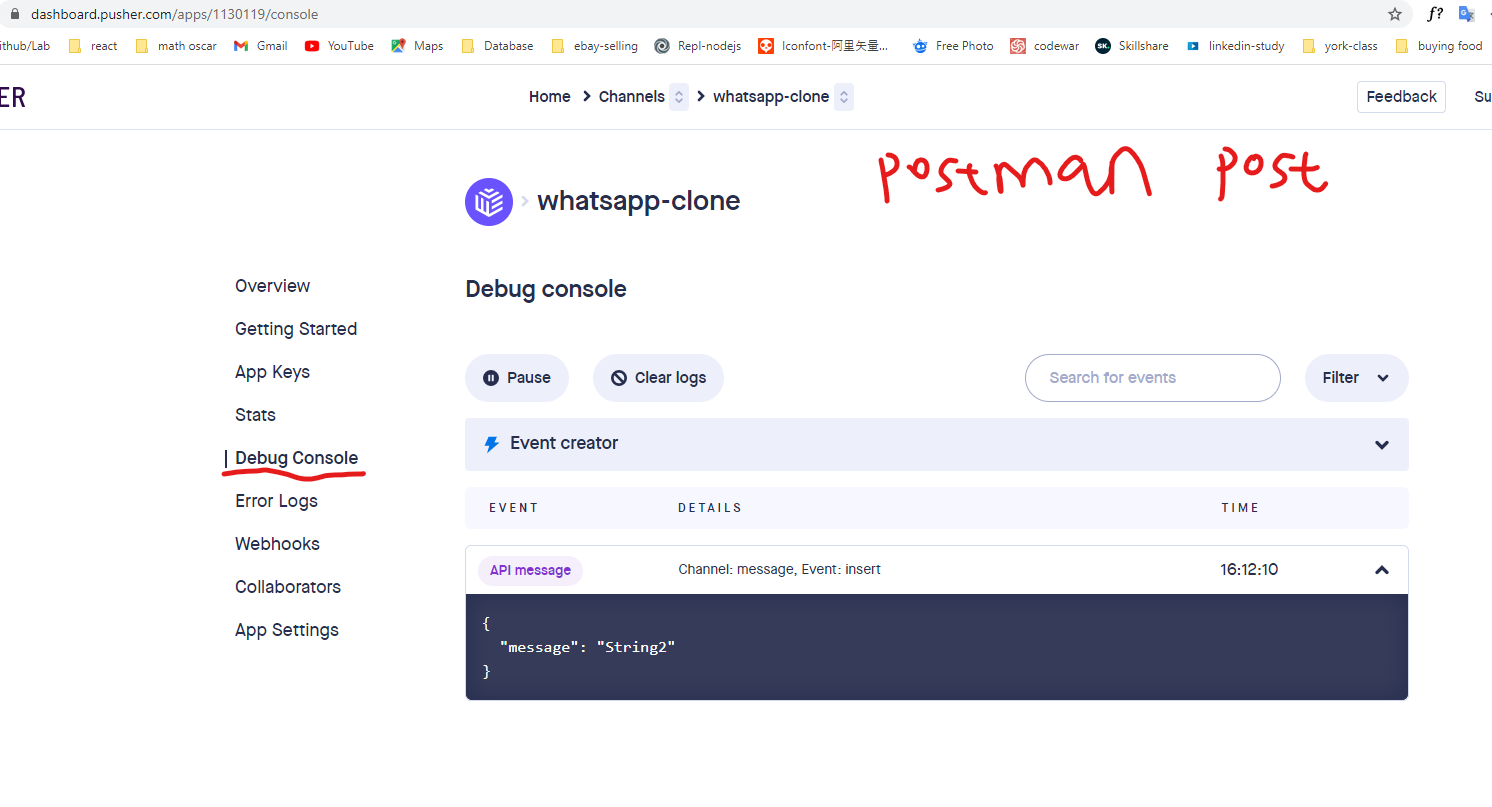 dashboard.pusher.com/apps/1130119/console
ithub/Lab react math oscar Gmail YouTube Maps Database ebay-selling Repl-nodejs Iconfont-阿里矢量... Free Photo codewar SK. Skillshare linkedin-study york-class buying food
ER Home Channels whatsapp-clone Feedback Su
postman post
whatsapp-clone
Overview
Debug console
Getting Started
App Keys
Pause Clear logs Search for events Filter
Stats
Event creator
Debug Console
Error Logs
EVENT DETAILS TIME
Webhooks
API message Channel: message, Event: insert 16:12:10
Collaborators
App Settings
{
"message": "String2"
}